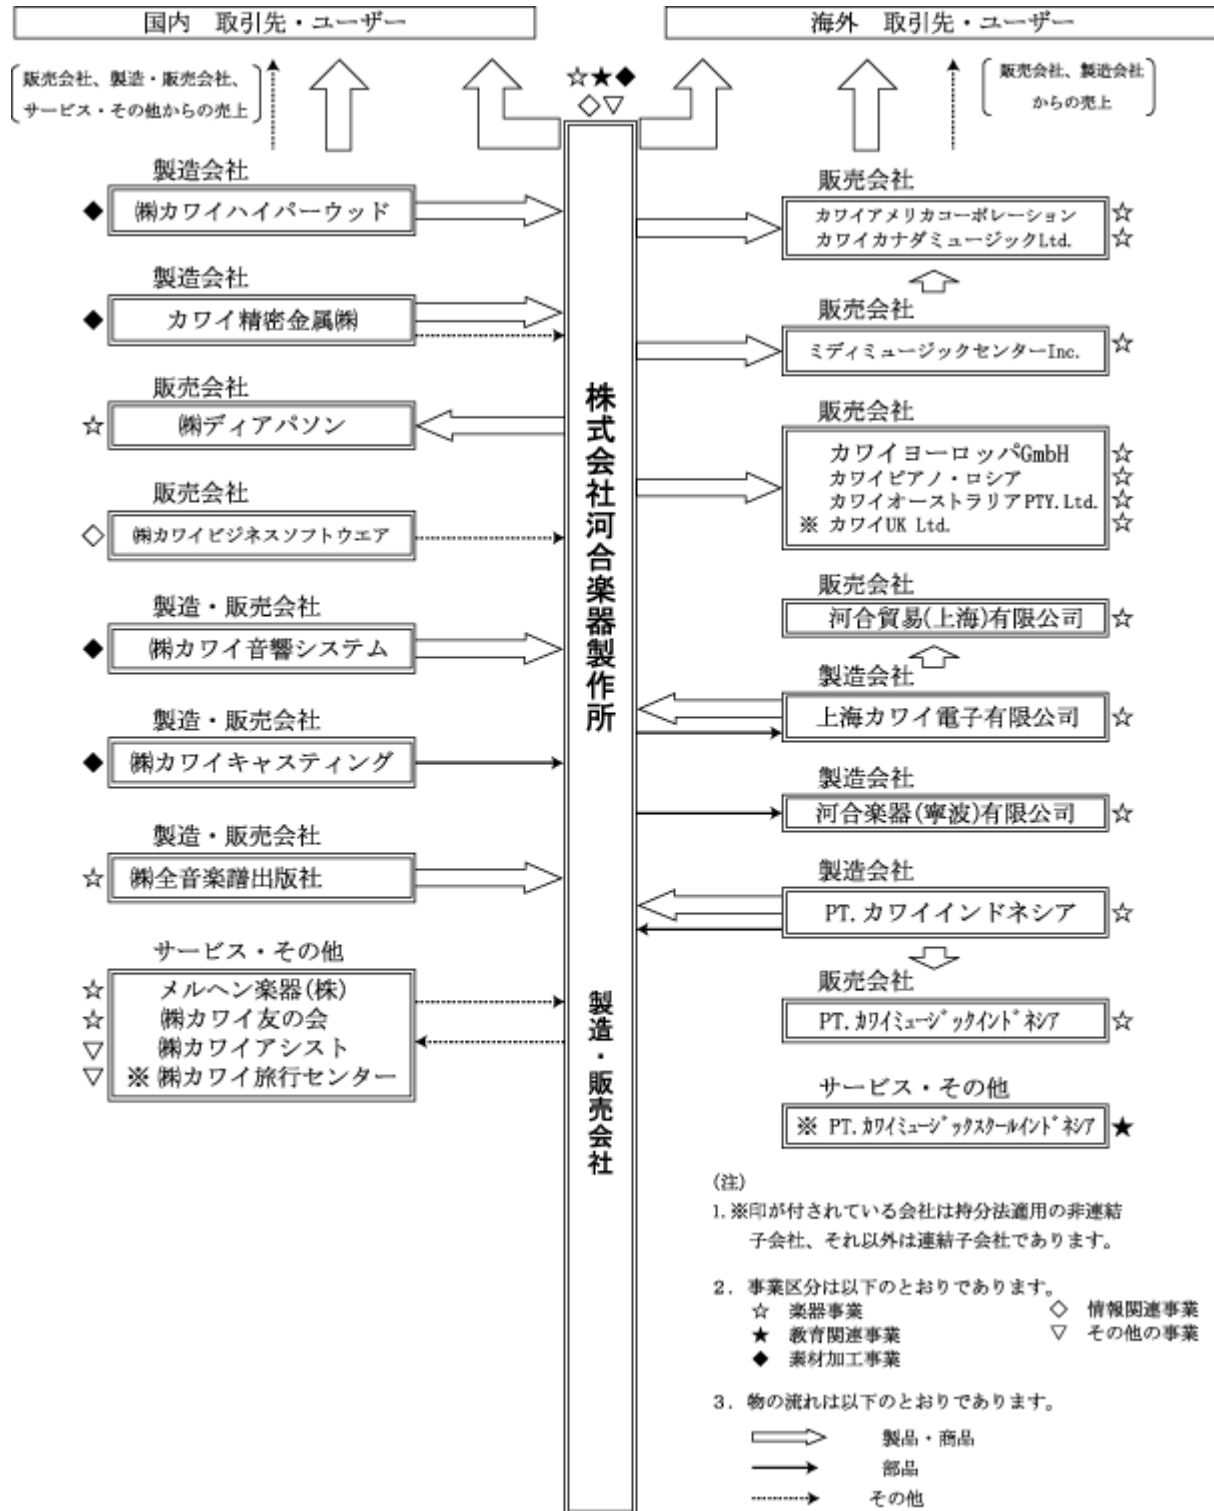 国内　取引先・ユーザー
海外　取引先・ユーザー
販売会社、製造・販売会社、
サービス・その他からの売上
☆★◆
◇▽
販売会社、製造会社
からの売上
製造会社
◆ ㈱カワイハイパーウッド
製造会社
◆ カワイ精密金属㈱
販売会社
☆ ㈱ディアパソン
販売会社
◇ ㈱カワイビジネスソフトウエア
製造・販売会社
◆ ㈱カワイ音響システム
製造・販売会社
◆ ㈱カワイキャスティング
製造・販売会社
☆ ㈱全音楽譜出版社
サービス・その他
☆ メルヘン楽器(株)
☆ ㈱カワイ友の会
▽ ㈱カワイアシスト
▽ ※ ㈱カワイ旅行センター
株式会社河合楽器製作所
製造・販売会社
販売会社
カワイアメリカコーポレーション ☆
カワイカナダミュージックLtd. ☆
販売会社
ミディミュージックセンターInc. ☆
販売会社
カワイヨーロッパGmbH ☆
カワイピアノ・ロシア ☆
カワイオーストラリアPTY.Ltd. ☆
※ カワイUK Ltd. ☆
販売会社
河合貿易(上海)有限公司 ☆
製造会社
上海カワイ電子有限公司 ☆
製造会社
河合楽器(寧波)有限公司 ☆
製造会社
PT.カワイインドネシア ☆
販売会社
PT.ｶﾜｲﾐｭｰｼﾞｯｸｲﾝﾄﾞﾈｼｱ ☆
サービス・その他
※ PT.ｶﾜｲﾐｭｰｼﾞｯｸｽｸｰﾙｲﾝﾄﾞﾈｼｱ ★
(注)
1.※印が付されている会社は持分法適用の非連結
子会社、それ以外は連結子会社であります。
2. 事業区分は以下のとおりであります。
☆ 楽器事業
◇ 情報関連事業
★ 教育関連事業
▽ その他の事業
◆ 素材加工事業
3. 物の流れは以下のとおりであります。
製品・商品
部品
その他